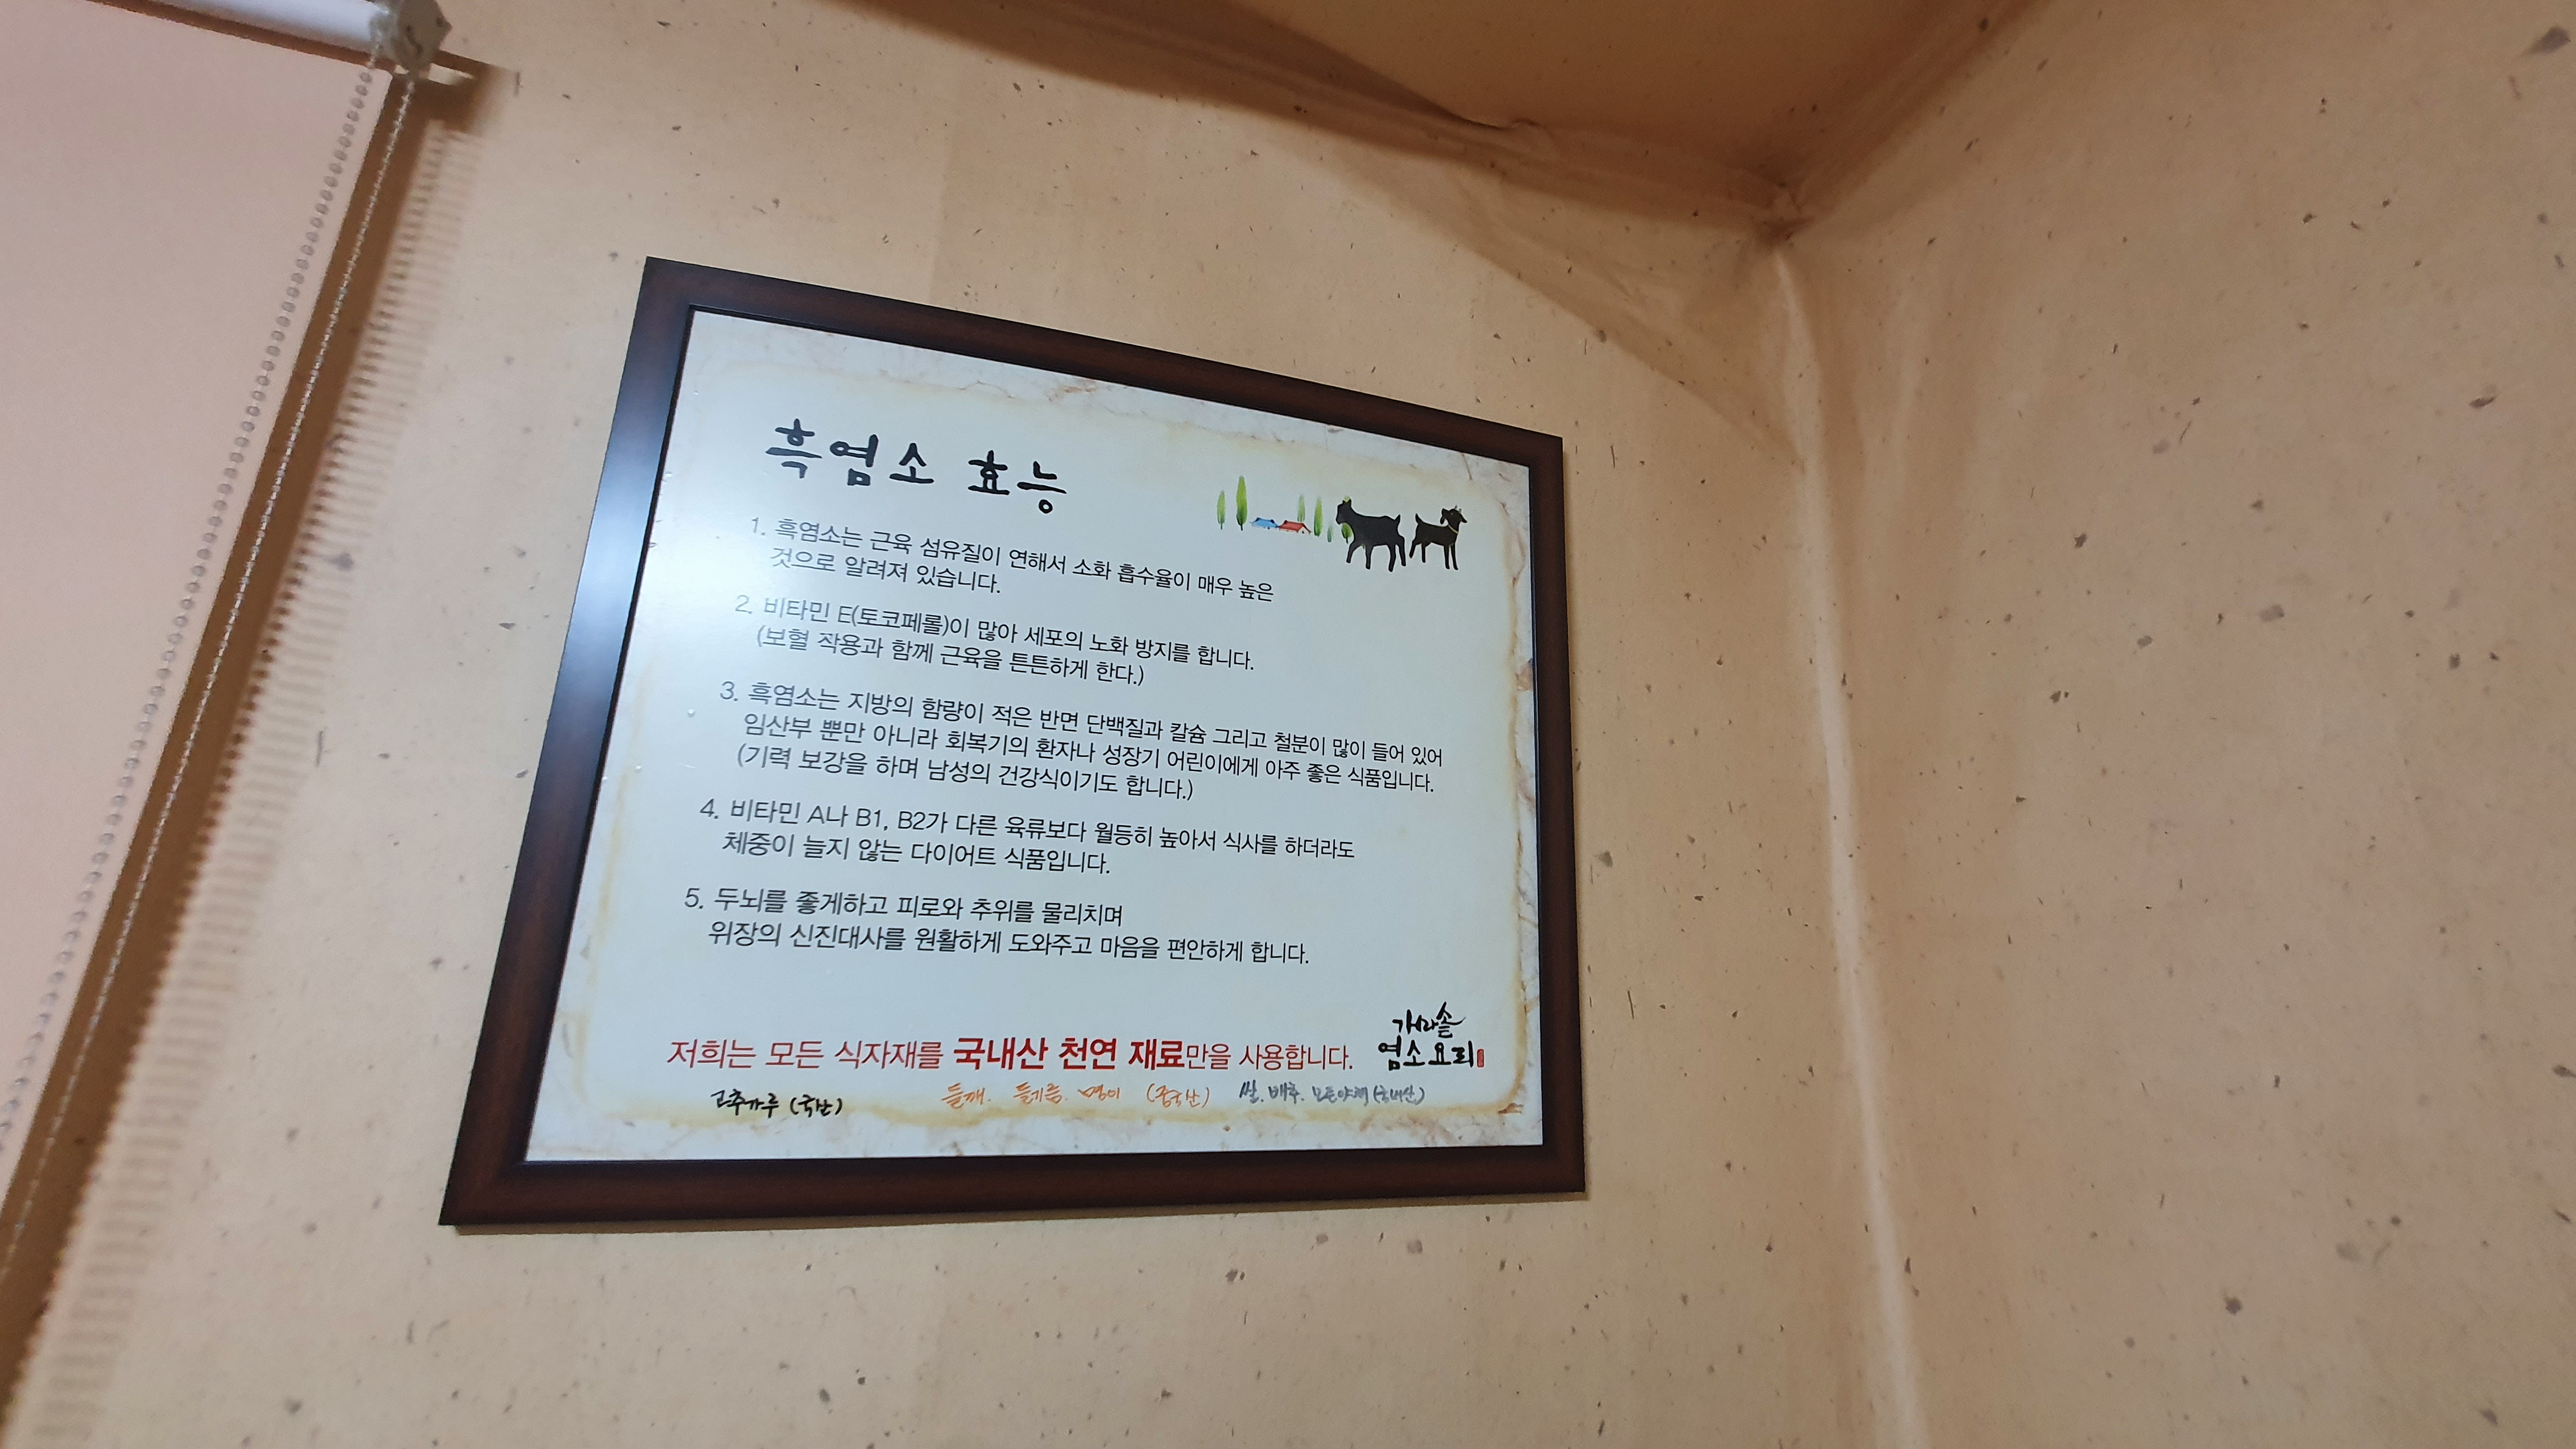 흑염소 효능
1. 흑염소는 근육 섬유질이 연해서 소화 흡수율이 매우 높은
것으로 알려져 있습니다.
2. 비타민 E(토코페롤)이 많아 세포의 노화 방지를 합니다.
(보혈 작용과 함께 근육을 튼튼하게 한다.)
3. 흑염소는 지방의 함량이 적은 반면 단백질과 칼슘 그리고 철분이 많이 들어 있어
임산부 뿐만 아니라 회복기의 환자나 성장기 어린이에게 아주 좋은 식품입니다.
(기력 보강을 하며 남성의 건강식이기도 합니다.)
4. 비타민 A나 B1, B2가 다른 육류보다 월등히 높아서 식사를 하더라도
체중이 늘지 않는 다이어트 식품입니다.
5. 두뇌를 좋게하고 피로와 추위를 물리치며
위장의 신진대사를 원활하게 도와주고 마음을 편안하게 합니다.
가마솥
염소요리
저희는 모든 식자재를 국내산 천연 재료만을 사용합니다.
고추가루 들깨. 들기름. 명이 (중국산) 쌀. 배추. 모든야채 (국내산)